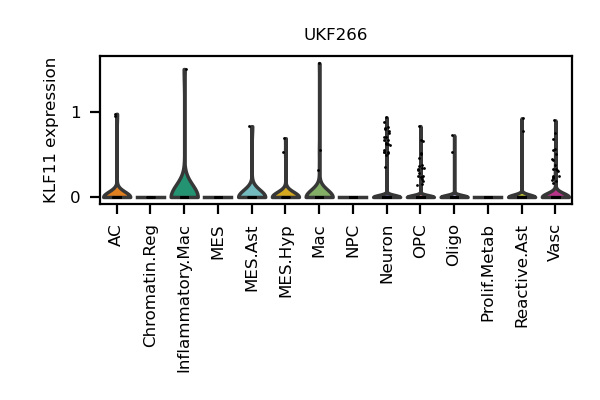 UKF266
KLF11 expression
1
0
AC
Chromatin.Reg
Inflammatory.Mac
MES
MES.Ast
MES.Hyp
Mac
NPC
Neuron
OPC
Oligo
Prolif.Metab
Reactive.Ast
Vasc